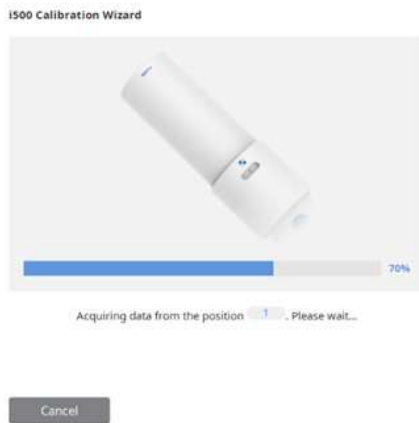 i500 Calibration Wizard
70%
Acquiring data from the position 1 . Please wait...
Cancel